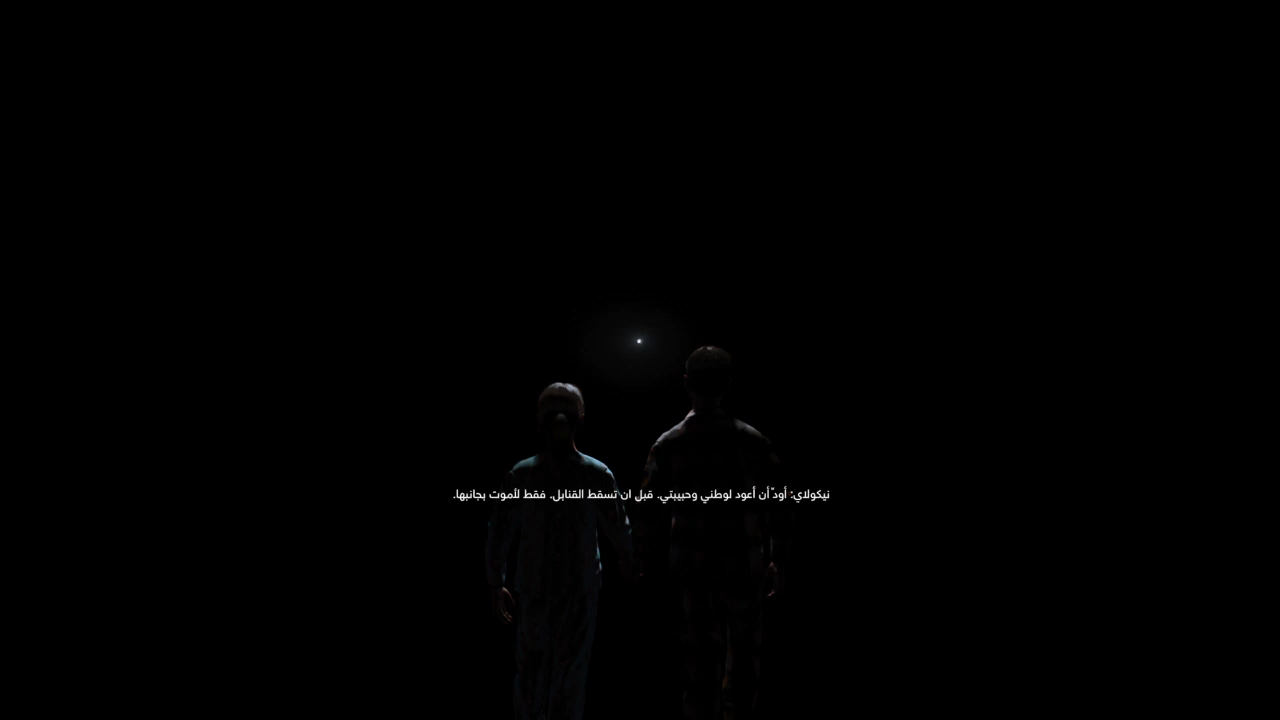 نيكولاي: أودّ أن أعود لوطني وحبيبتي. قبل ان تسقط القنابل. فقط لأموت بجانبها.